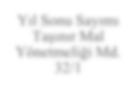 Yıl Sonu Sayımı
Taşınır Mal
Yönetmeliği Md.
32/1